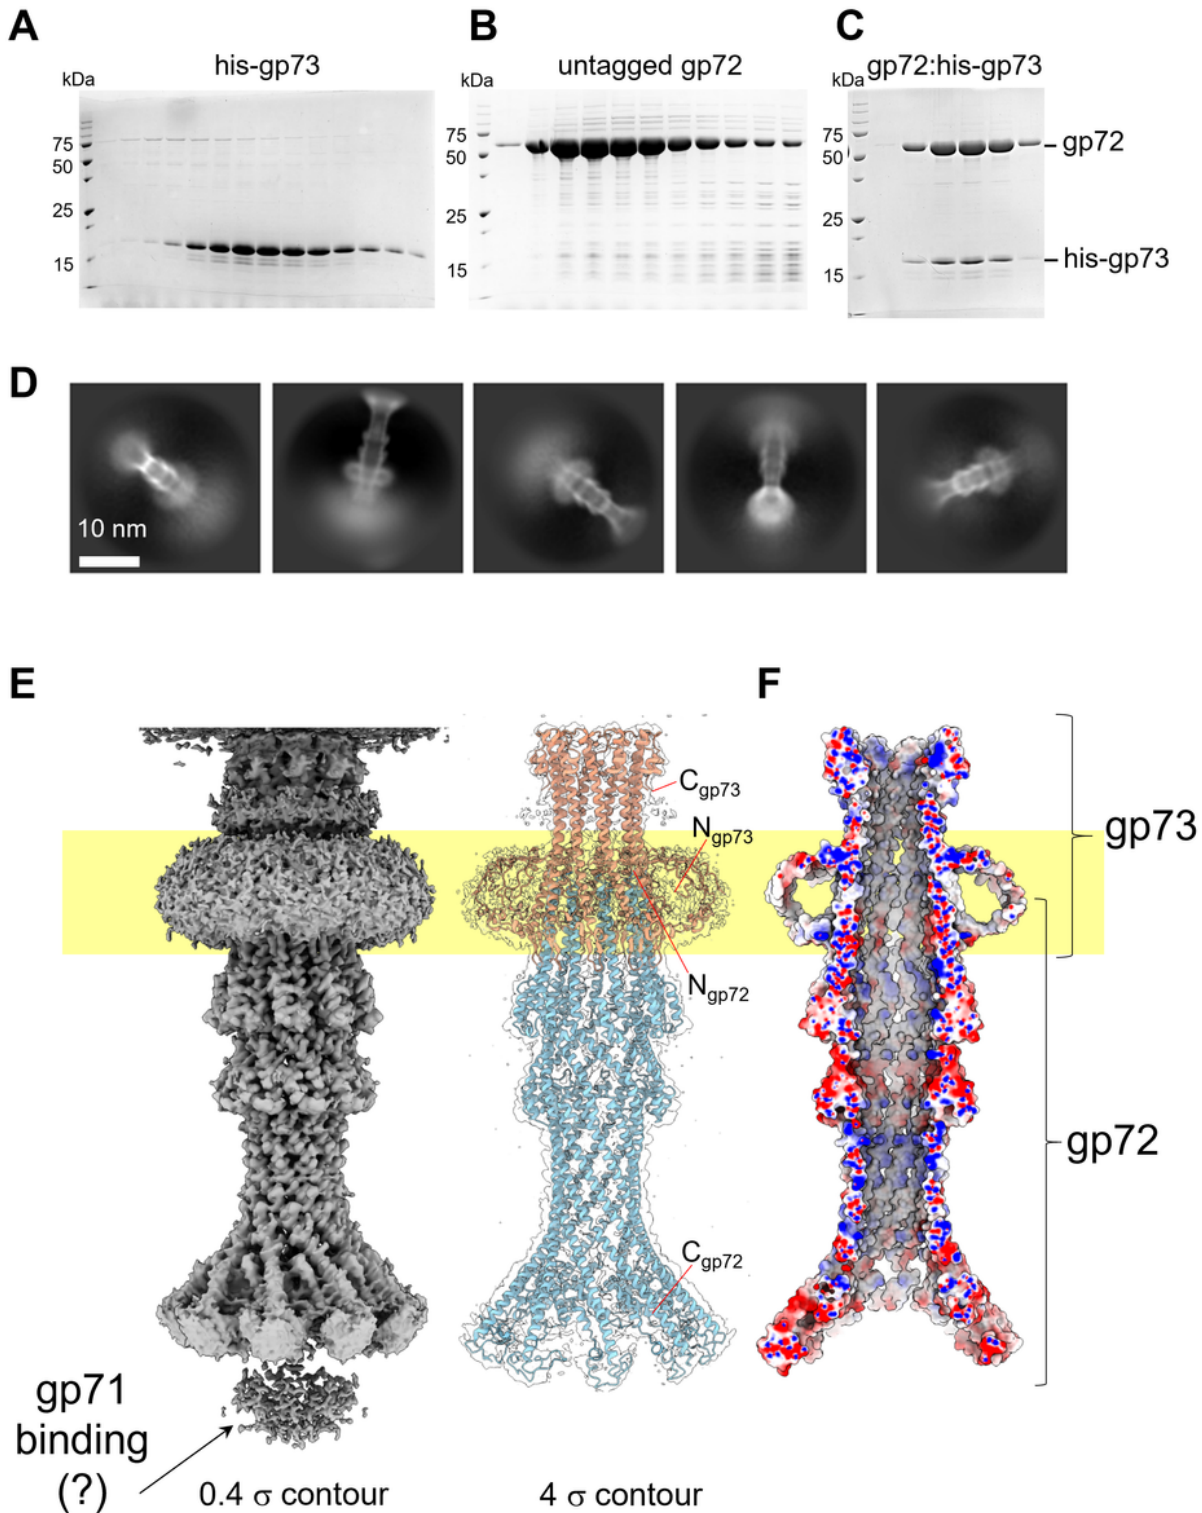 A
his-gp73
kDa
75
50
25
15
B
untagged gp72
kDa
75
50
25
15
C
gp72:his-gp73
kDa
75
50
25
15
gp72
his-gp73
D
10 nm
E
C gp73
N gp73
N gp72
C gp72
gp71
binding
(?)
0.4 σ contour
4 σ contour
F
gp73
gp72